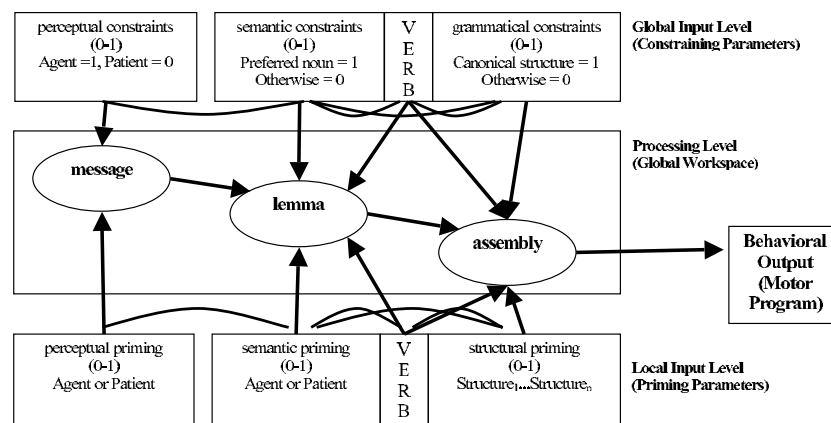 perceptual constraints
(0-1)
Agent =1, Patient = 0
semantic constraints
(0-1)
Preferred noun = 1
Otherwise = 0
V
E
R
B
grammatical constraints
(0-1)
Canonical structure = 1
Otherwise = 0
Global Input Level
(Constraining Parameters)
Processing Level
(Global Workspace)
message
lemma
assembly
Behavioral
Output
(Motor
Program)
perceptual priming
(0-1)
Agent or Patient
semantic priming
(0-1)
Agent or Patient
V
E
R
B
structural priming
(0-1)
Structure1...Structuren
Local Input Level
(Priming Parameters)